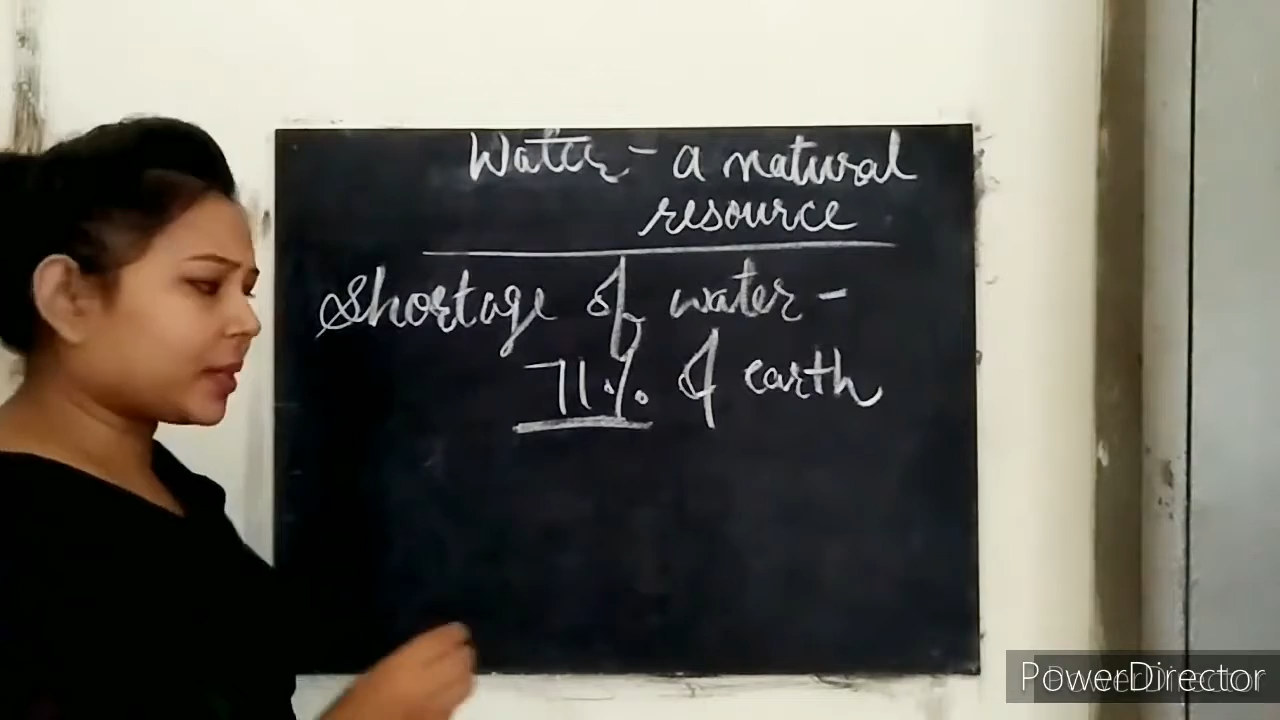 Water - a natural
resource
Shortage of water -
71% of earth
PowerDirector